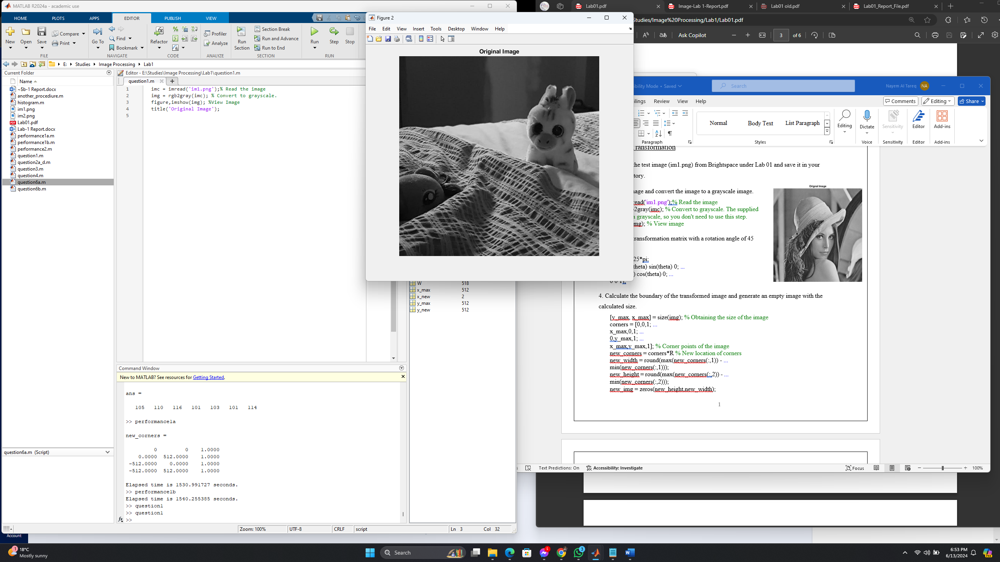 MATLAB R2024a - academic use
HOME PLOTS APPS EDITOR PUBLISH VIEW
New Open Save Compare Print
Go To Find Bookmark
Refactor
Profiler Analyze
Run Section Section Break Run and Advance Run to End
Run Step Stop
FILE NAVIGATE CODE ANALYZE SECTION RUN
E: Studies Image Processing Lab1
Current Folder
Name
~$b-1 Report.docx
another_procediure.m
histogram.m
im1.png
im2.png
Lab01.pdf
Lab-1 Report.docx
performance1a.m
performance1b.m
performance2.m
question1.m
question2a_d.m
question3.m
question4.m
question6a.m
question6b.m
question6a.m (Script)
Editor - E:\Studies\Image Processing\Lab1\question1.m
question1.m
1 imc = imread('im1.png');% Read the image
2 img = rgb2gray(imc); % Convert to grayscale.
3 figure,imshow(img); %View Image
4 title('Original Image');
5
Command Window
New to MATLAB? See resources for Getting Started.
ans =
105 110 116 101 103 101 114
>> performance1a
new_corners =
0 0 1.0000
0.0000 512.0000 1.0000
-512.0000 0.0000 1.0000
-512.0000 512.0000 1.0000
Elapsed time is 1530.991727 seconds.
>> performance1b
Elapsed time is 1540.255385 seconds.
>> question1
>> question1
>>
W 518
x_max 512
x_new 2
y_max 512
y_new 512
Zoom: 100% UTF-8 CRLF script Ln 3 Col 32
Figure 2
File Edit View Insert Tools Desktop Window Help
Original Image
Lab01.pdf Image-Lab 1-Report.pdf Lab01 old.pdf Lab01_Report_File.pdf
Studies/Image%20Processing/Lab1/Lab01.pdf
Ask Copilot 3 of 6
ibility Mode • Saved Search Nayem Al Tareq NA
ilings Review View Help Comments Editing Share
Normal Body Text List Paragraph
Editing Dictate Sensitivity Editor Add-ins
Paragraph Styles Voice Sensitivity Editor Add-ins
ransformation
he test image (im1.png) from Brightspace under Lab 01 and save it in your
tory.
Orignal Image
age and convert the image to a grayscale image.
read('im1.png');% Read the image
2gray(imc); % Convert to grayscale. The supplied
a grayscale, so you don't need to use this step.
mg); % View image
transformation matrix with a rotation angle of 45
25*pi;
theta) sin(theta) 0; ...
) cos(theta) 0; ...
0 0 1];
4. Calculate the boundary of the transformed image and generate an empty image with the
calculated size.
[y_max, x_max] = size(img); % Obtaining the size of the image
corners = [0,0,1; ...
x_max,0,1; ...
0,y_max,1; ...
x_max,y_max,1]; % Corner points of the image
new_corners = corners*R % New location of corners
new_width = round(max(new_corners(:,1)) - ...
min(new_corners(:,1)));
new_height = round(max(new_corners(:,2)) - ...
min(new_corners(:,2)));
new_img = zeros(new_height,new_width);
1
Text Predictions: On Accessibility: Investigate Focus 100%
Account
1 18°C
Mostly sunny
Search
5 3
6:53 PM
6/13/2024
PRE